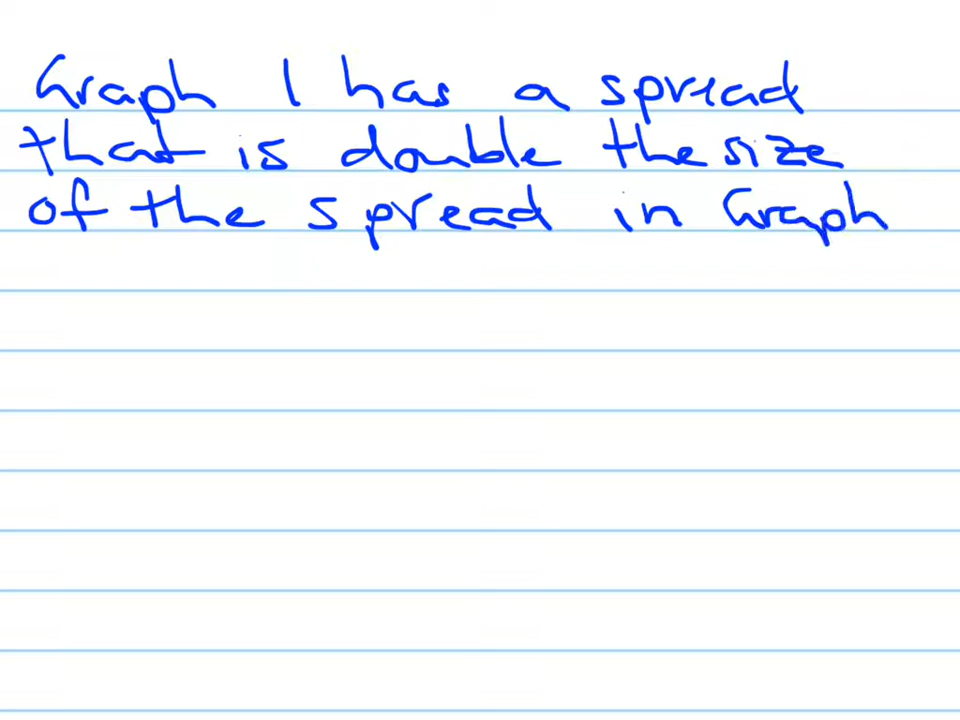 Graph 1 has a spread
that is double the size
of the spread in Graph